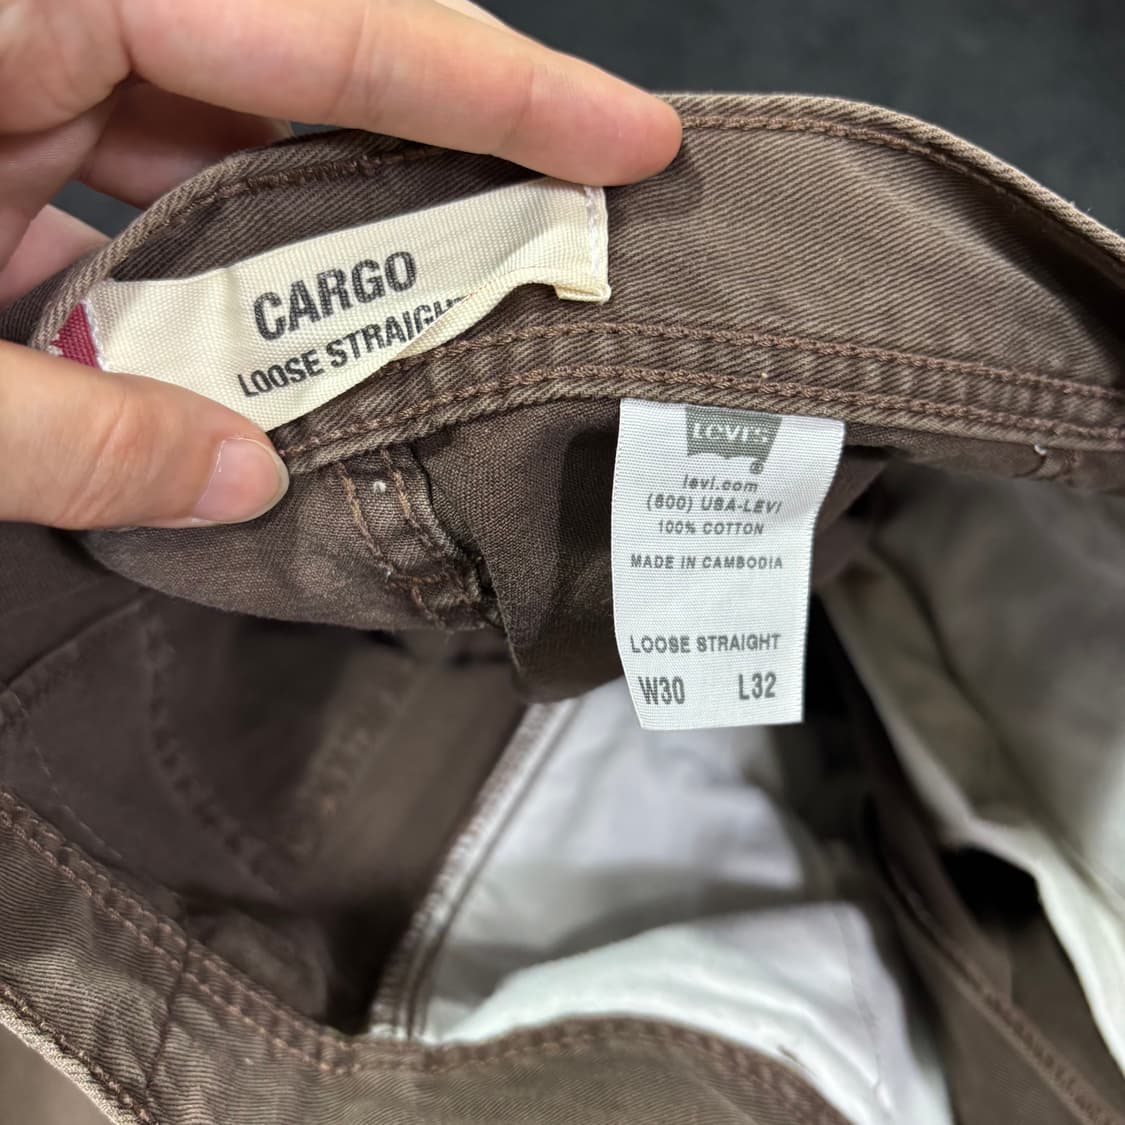 CARGO
LOOSE STRAIGHT
LEVI'S
levi.com
(800) USA-LEVI
100% COTTON
MADE IN CAMBODIA
LOOSE STRAIGHT
W30 L32